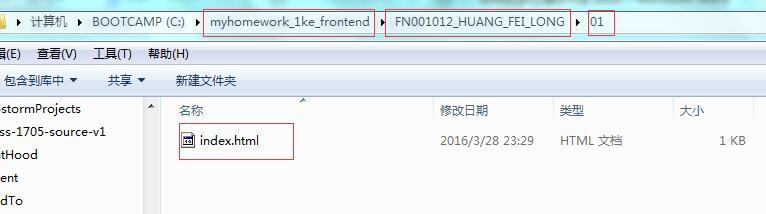 计算机 BOOTCAMP (C:) myhomework_1ke_frontend FN001012_HUANG_FEI_LONG 01
(E) 查看(V) 工具(T) 帮助(H)
包含到库中 共享 新建文件夹
名称 修改日期 类型 大小
ostormProjects
ss-1705-source-v1
index.html 2016/3/28 23:29 HTML 文档 1 KB
tHood
ent
dTo